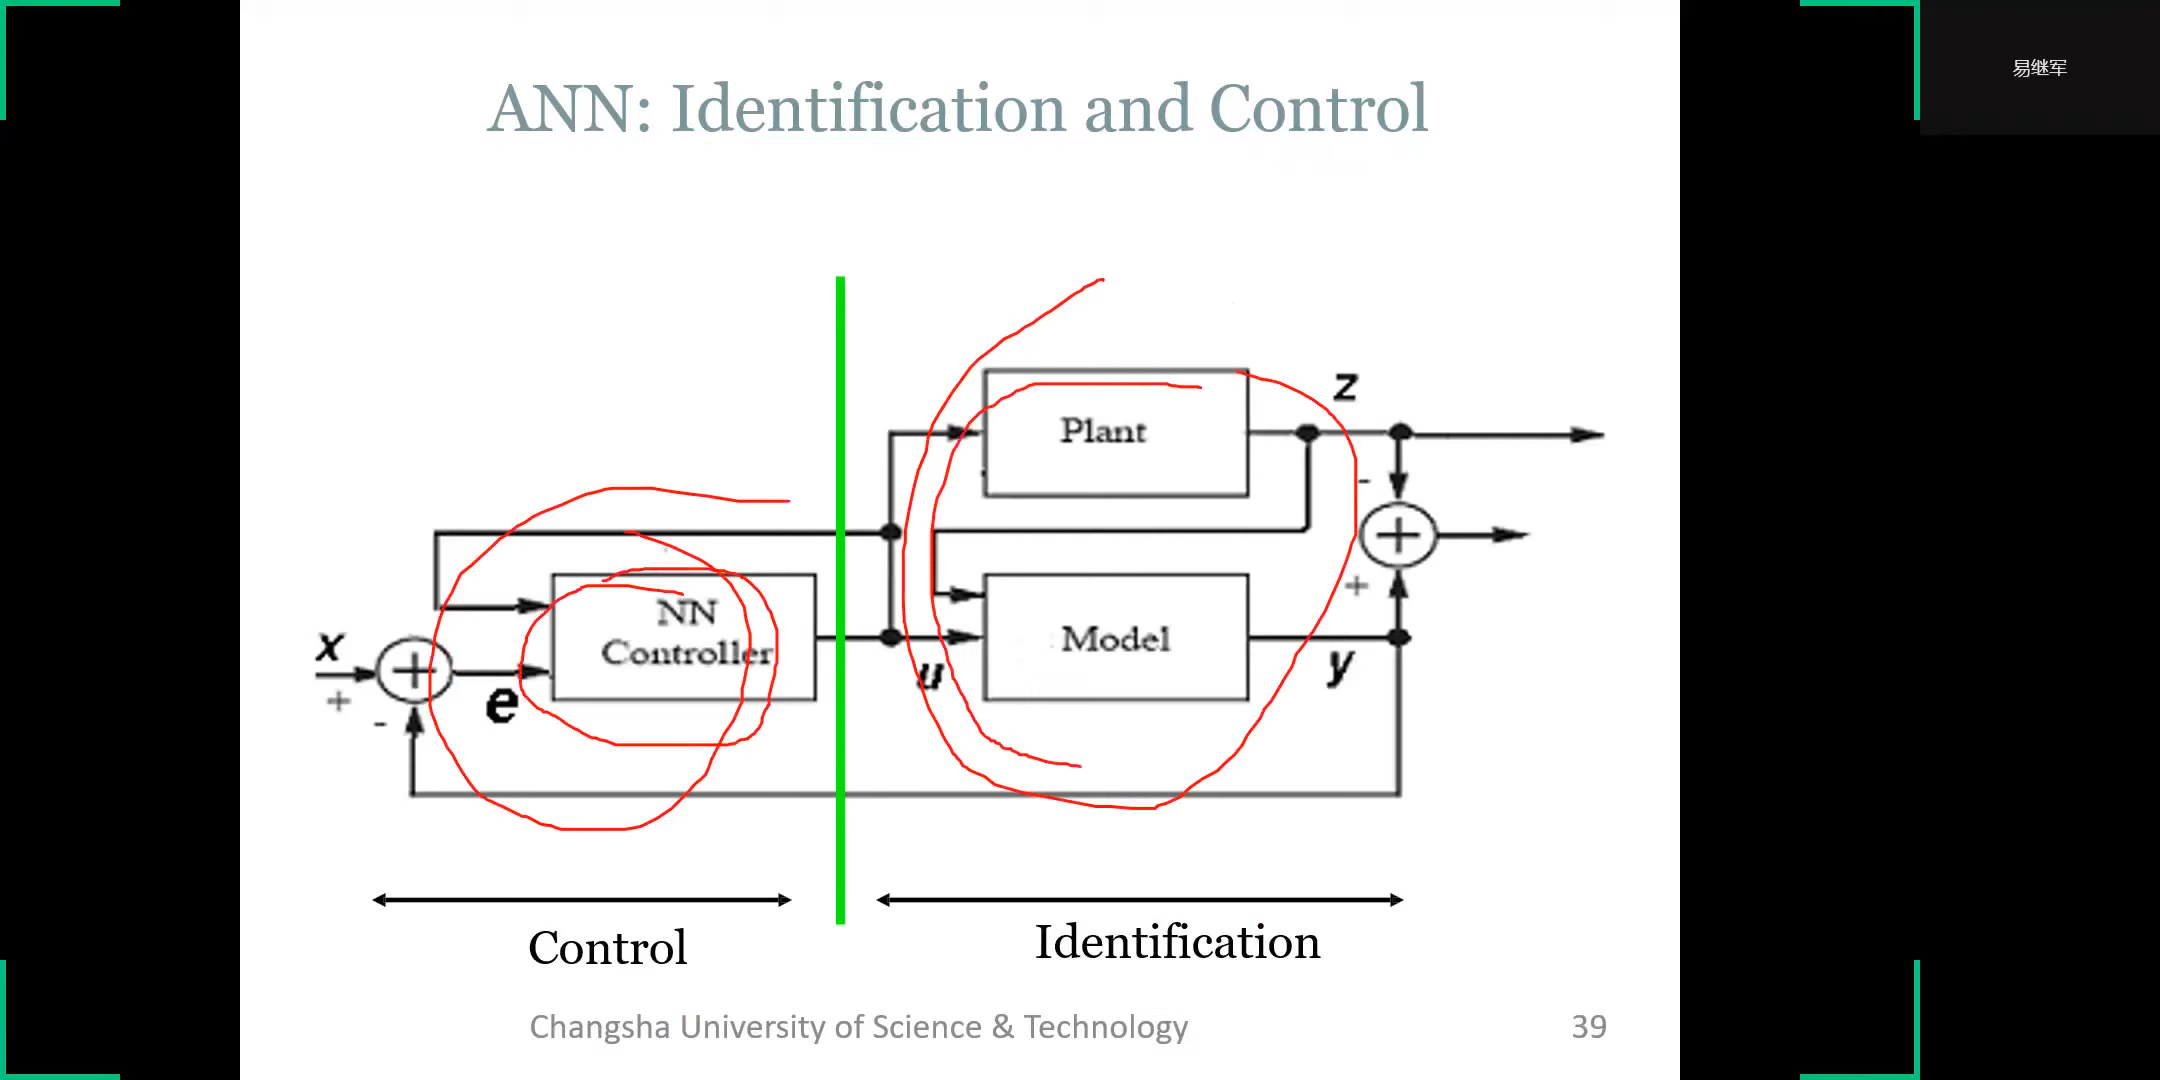 易继军
ANN: Identification and Control
Plant
z
-
+
NN
Controller
Model
x
+
-
e
u
y
+
+
Control
Identification
Changsha University of Science & Technology
39